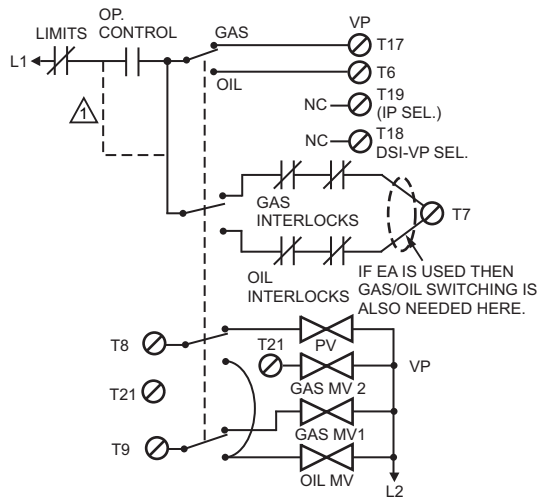 OP.
CONTROL
LIMITS
L1
GAS
VP
T17
T6
OIL
1
NC
T19
(IP SEL.)
NC
T18
DSI-VP SEL.
GAS
INTERLOCKS
T7
OIL
INTERLOCKS
IF EA IS USED THEN
GAS/OIL SWITCHING IS
ALSO NEEDED HERE.
T8
T21
PV
VP
T21
GAS MV 2
GAS MV1
T9
OIL MV
L2